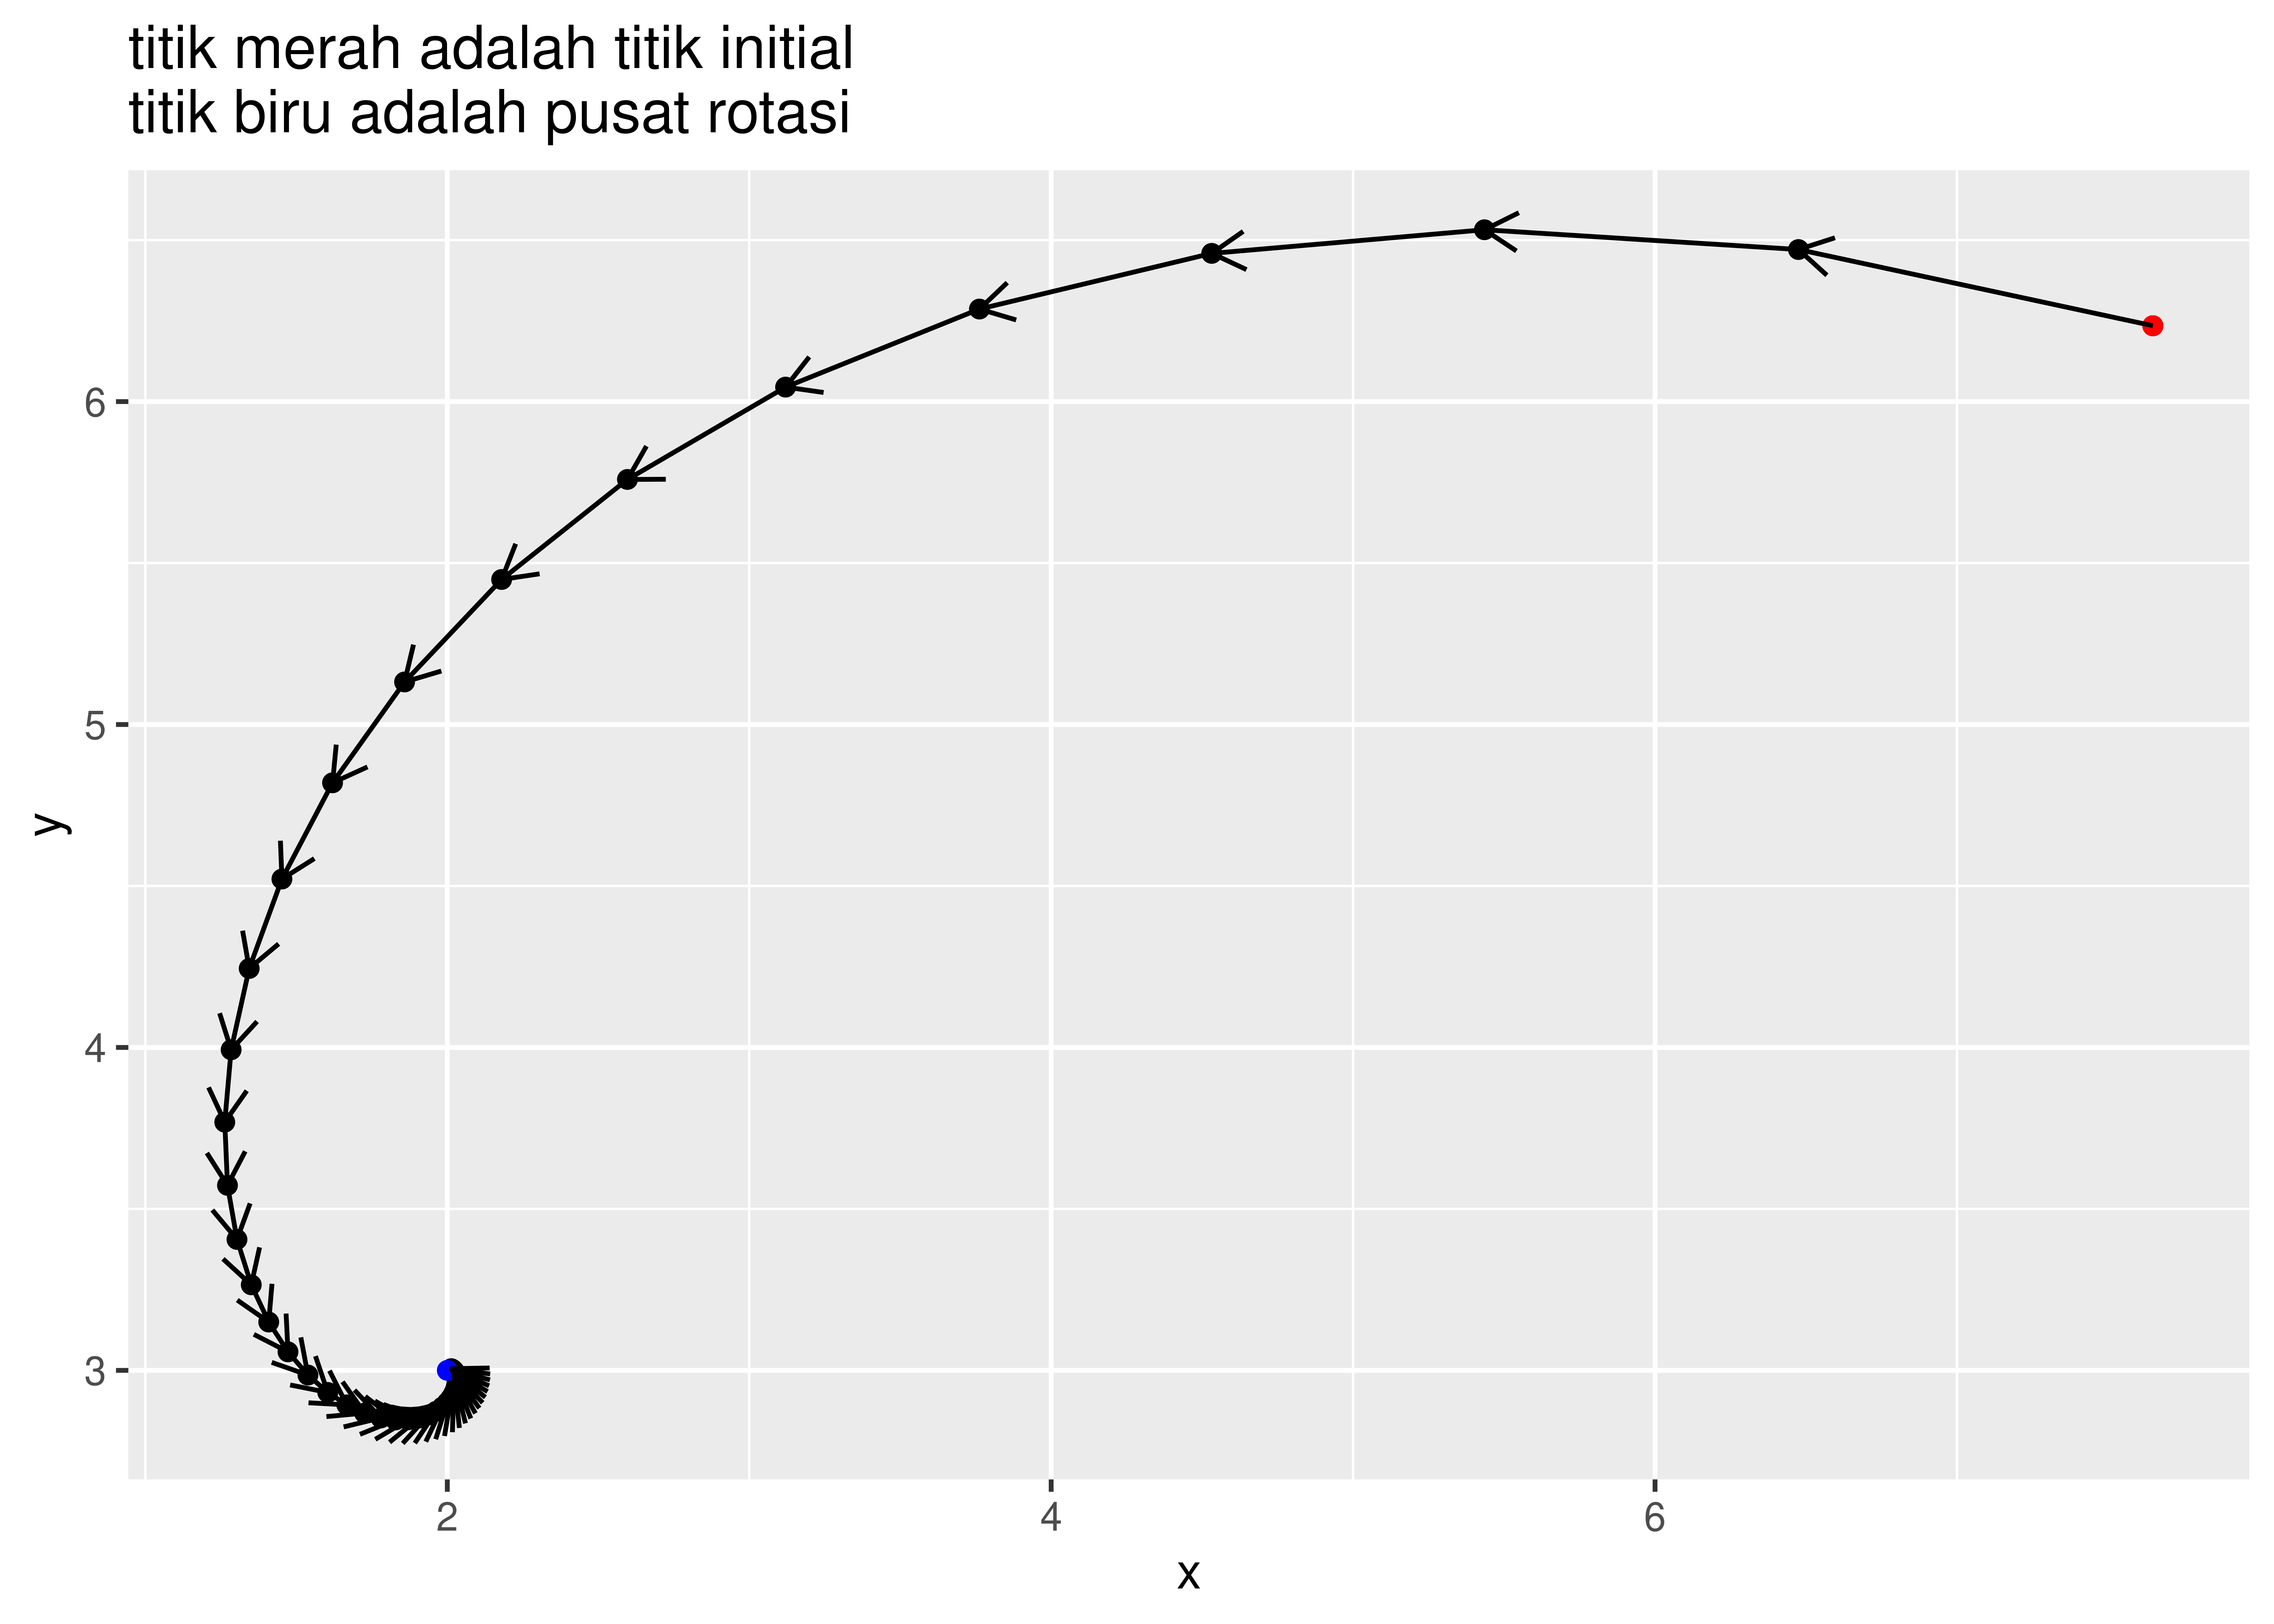 titik merah adalah titik initial
titik biru adalah pusat rotasi
6
5
4
3
y
2 4 6
x